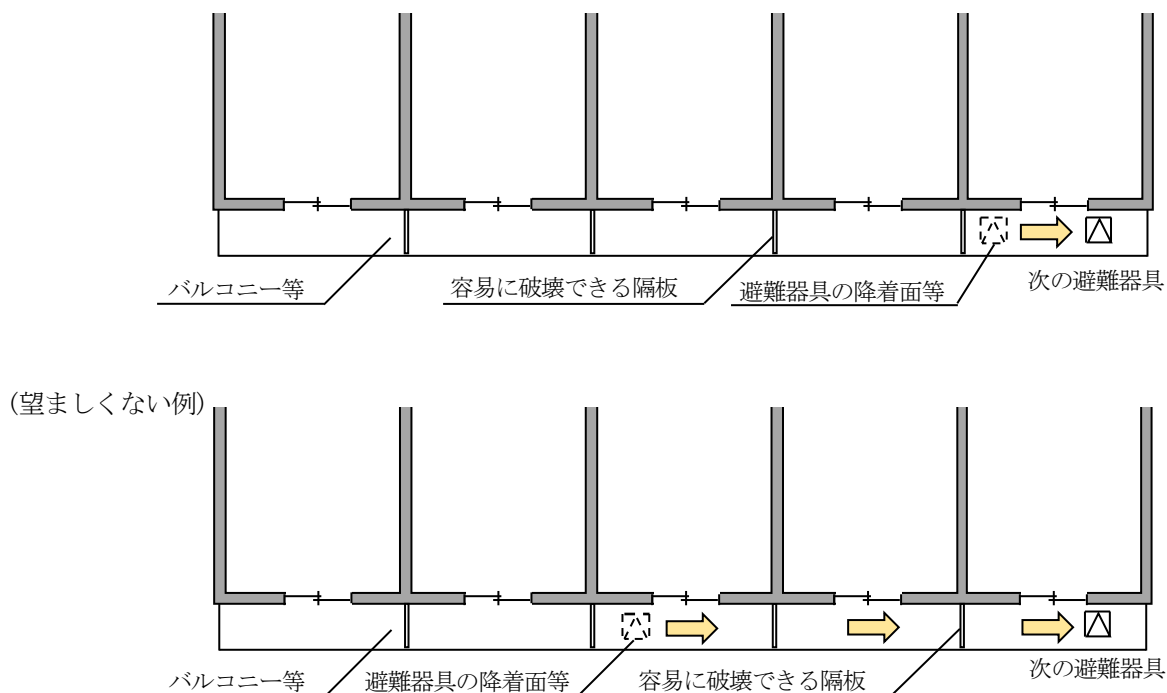 バルコニー等
容易に破壊できる隔板
避難器具の降着面等
次の避難器具
（望ましくない例）
バルコニー等
避難器具の降着面等
容易に破壊できる隔板
次の避難器具